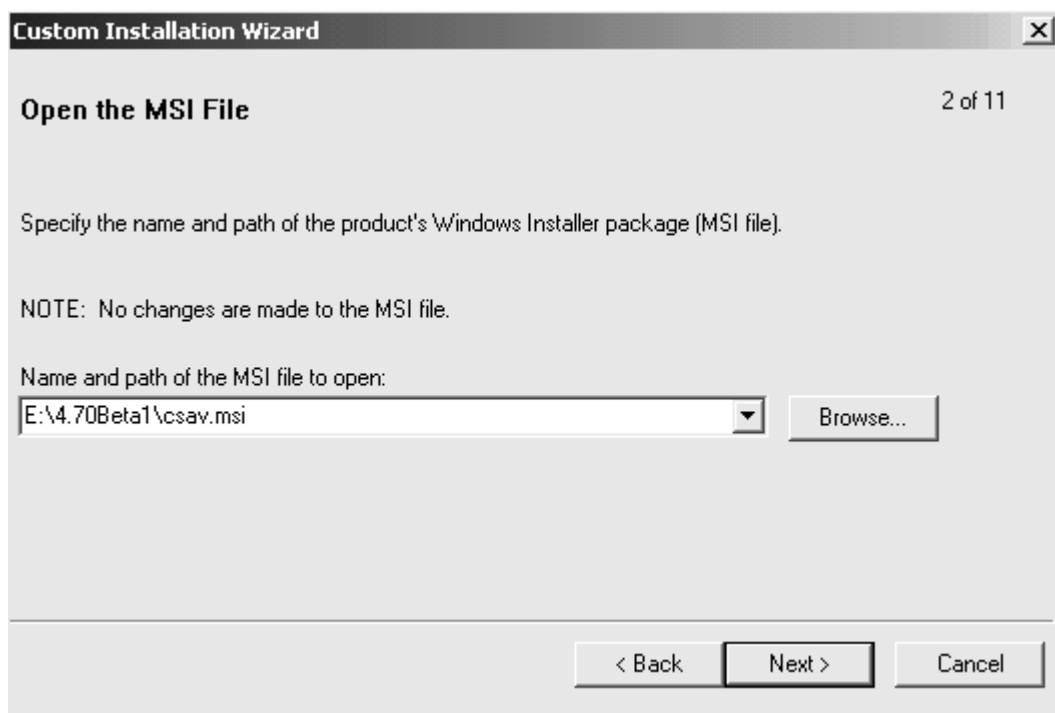 Custom Installation Wizard
Open the MSI File
2 of 11
Specify the name and path of the product's Windows Installer package (MSI file).
NOTE:  No changes are made to the MSI file.
Name and path of the MSI file to open:
E:\4.70Beta1\csav.msi
Browse...
< Back
Next >
Cancel